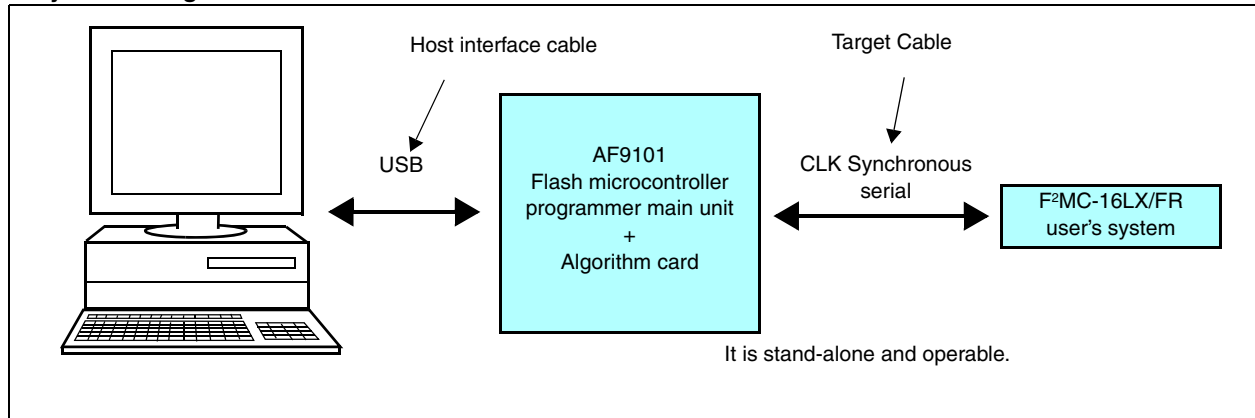 Host interface cable
Target Cable
USB
AF9101
Flash microcontroller
programmer main unit
+
Algorithm card
CLK Synchronous
serial
F²MC-16LX/FR
user's system
It is stand-alone and operable.